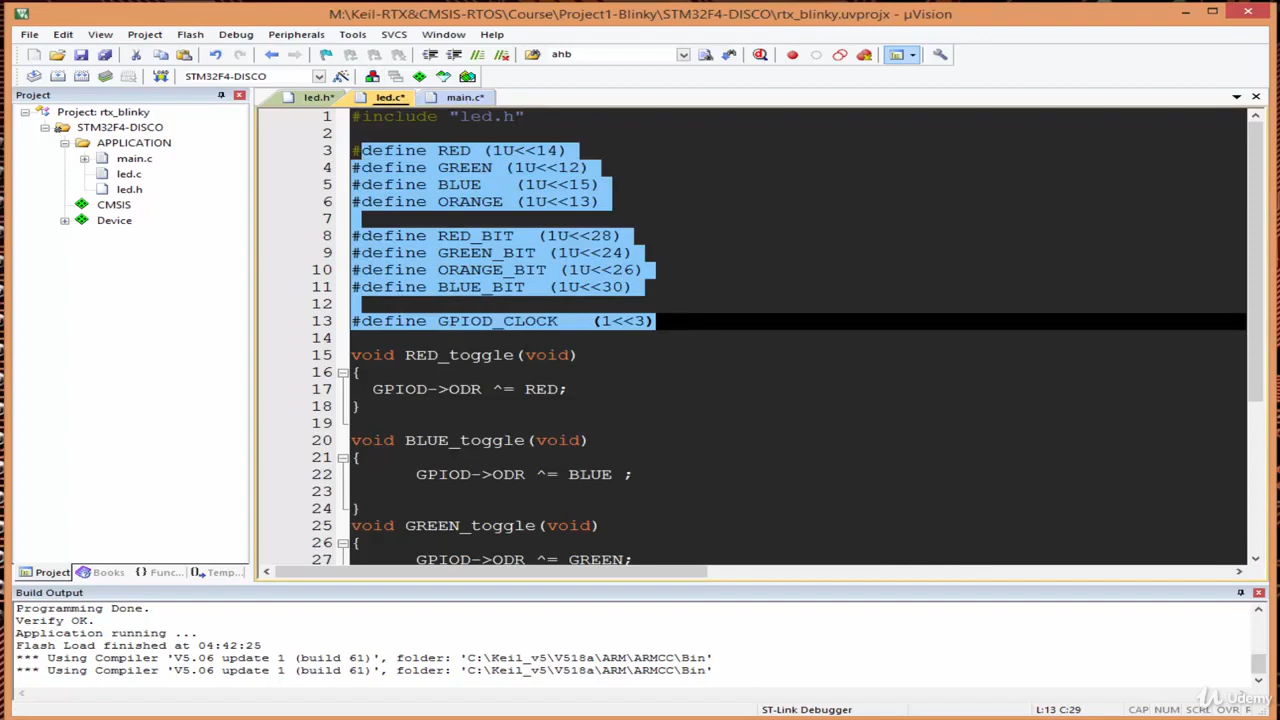 M:\Keil-RTX&CMSIS-RTOS\Course\Project1-Blinky\STM32F4-DISCO\rtx_blinky.uvprojx - µVision
File Edit View Project Flash Debug Peripherals Tools SVCS Window Help
ahb
LOAD STM32F4-DISCO
Project
led.h* led.c* main.c*
Project: rtx_blinky
STM32F4-DISCO
APPLICATION
main.c
led.c
led.h
CMSIS
Device
1 #include "led.h"
2
3 #define RED (1U<<14)
4 #define GREEN (1U<<12)
5 #define BLUE (1U<<15)
6 #define ORANGE (1U<<13)
7
8 #define RED_BIT (1U<<28)
9 #define GREEN_BIT (1U<<24)
10 #define ORANGE_BIT (1U<<26)
11 #define BLUE_BIT (1U<<30)
12
13 #define GPIOD_CLOCK (1<<3)
14
15 void RED_toggle(void)
16 {
17 GPIOD->ODR ^= RED;
18 }
19
20 void BLUE_toggle(void)
21 {
22 GPIOD->ODR ^= BLUE ;
23
24 }
25 void GREEN_toggle(void)
26 {
27 GPIOD->ODR ^= GREEN;
Project Books {} Func... Temp...
Build Output
Programming Done.
Verify OK.
Application running ...
Flash Load finished at 04:42:25
*** Using Compiler 'V5.06 update 1 (build 61)', folder: 'C:\Keil_v5\V518a\ARM\ARMCC\Bin'
*** Using Compiler 'V5.06 update 1 (build 61)', folder: 'C:\Keil_v5\V518a\ARM\ARMCC\Bin'
Udemy
ST-Link Debugger L:13 C:29 CAP NUM SCRL OVR R